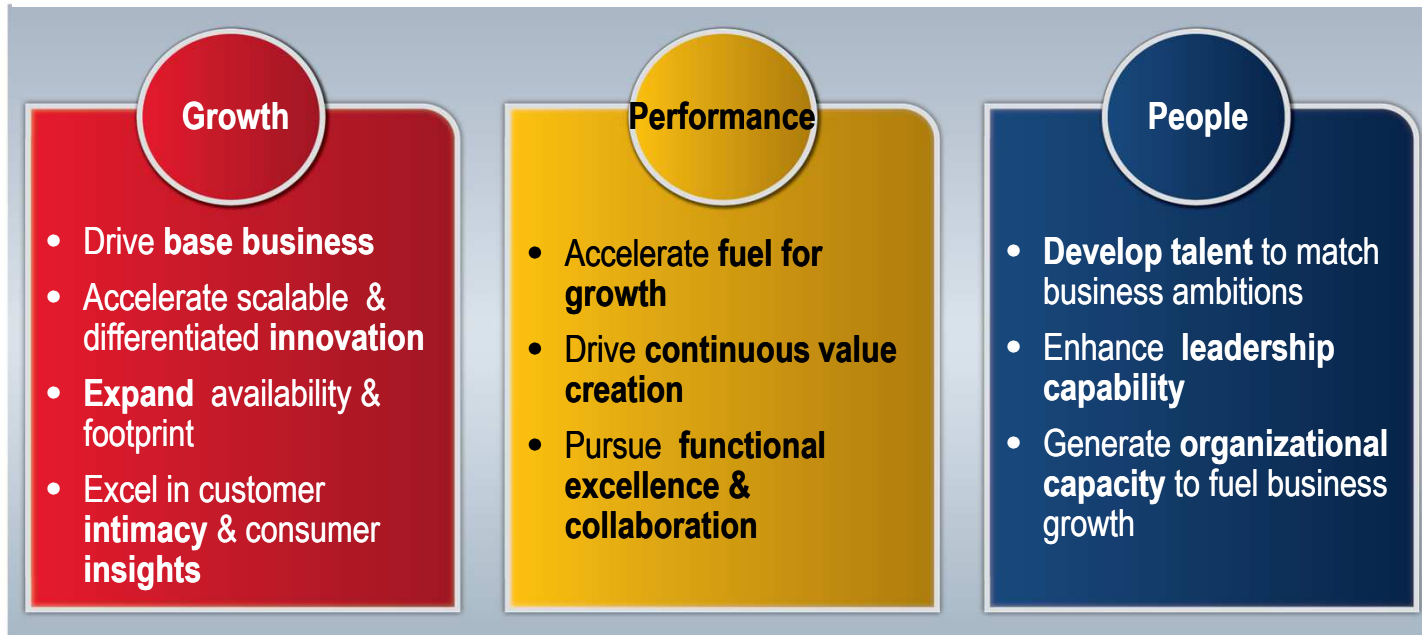 Growth
• Drive base business
• Accelerate scalable &
differentiated innovation
• Expand availability &
footprint
• Excel in customer
intimacy & consumer
insights
Performance
• Accelerate fuel for
growth
• Drive continuous value
creation
• Pursue functional
excellence &
collaboration
People
• Develop talent to match
business ambitions
• Enhance leadership
capability
• Generate organizational
capacity to fuel business
growth